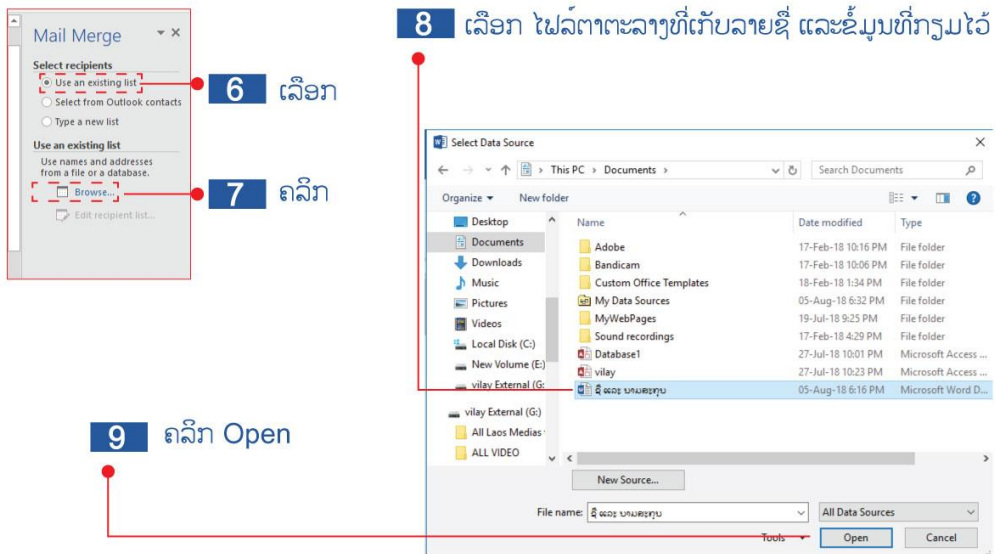 8 ເລືອກ ໄຟລ໌ຕາຕະລາງທີ່ເກັບລາຍຊື່ ແລະຂໍ້ມູນທີ່ກຽມໄວ້
Mail Merge
Select recipients
Use an existing list
6 ເລືອກ
Select from Outlook contacts
Type a new list
Use an existing list
Use names and addresses
from a file or a database.
Browse...
7 ຄລິກ
Edit recipient list...
Select Data Source
This PC > Documents >
Search Documents
Organize New folder
Desktop
Documents
Downloads
Music
Pictures
Videos
Local Disk (C:)
New Volume (E:)
vilay External (G:
vilay External (G:)
All Laos Medias
ALL VIDEO
Name Date modified Type
Adobe 17-Feb-18 10:16 PM File folder
Bandicam 17-Feb-18 10:06 PM File folder
Custom Office Templates 18-Feb-18 1:34 PM File folder
My Data Sources 05-Aug-18 6:32 PM File folder
MyWebPages 19-Jul-18 9:25 PM File folder
Sound recordings 17-Feb-18 4:29 PM File folder
Database1 27-Jul-18 10:01 PM Microsoft Access ...
vilay 27-Jul-18 10:23 PM Microsoft Access ...
ຊື່ ແລະ ນາມສະກຸນ 05-Aug-18 6:16 PM Microsoft Word D...
9 ຄລິກ Open
New Source...
File name: ຊື່ ແລະ ນາມສະກຸນ All Data Sources
Tools Open Cancel